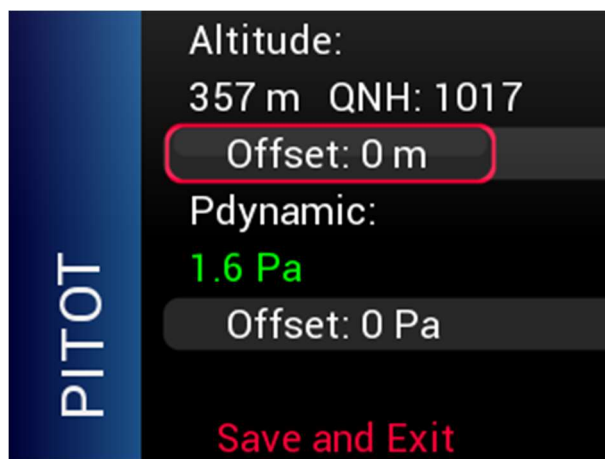 PITOT
Altitude:
357 m QNH: 1017
Offset: 0 m
Pdynamic:
1.6 Pa
Offset: 0 Pa
Save and Exit